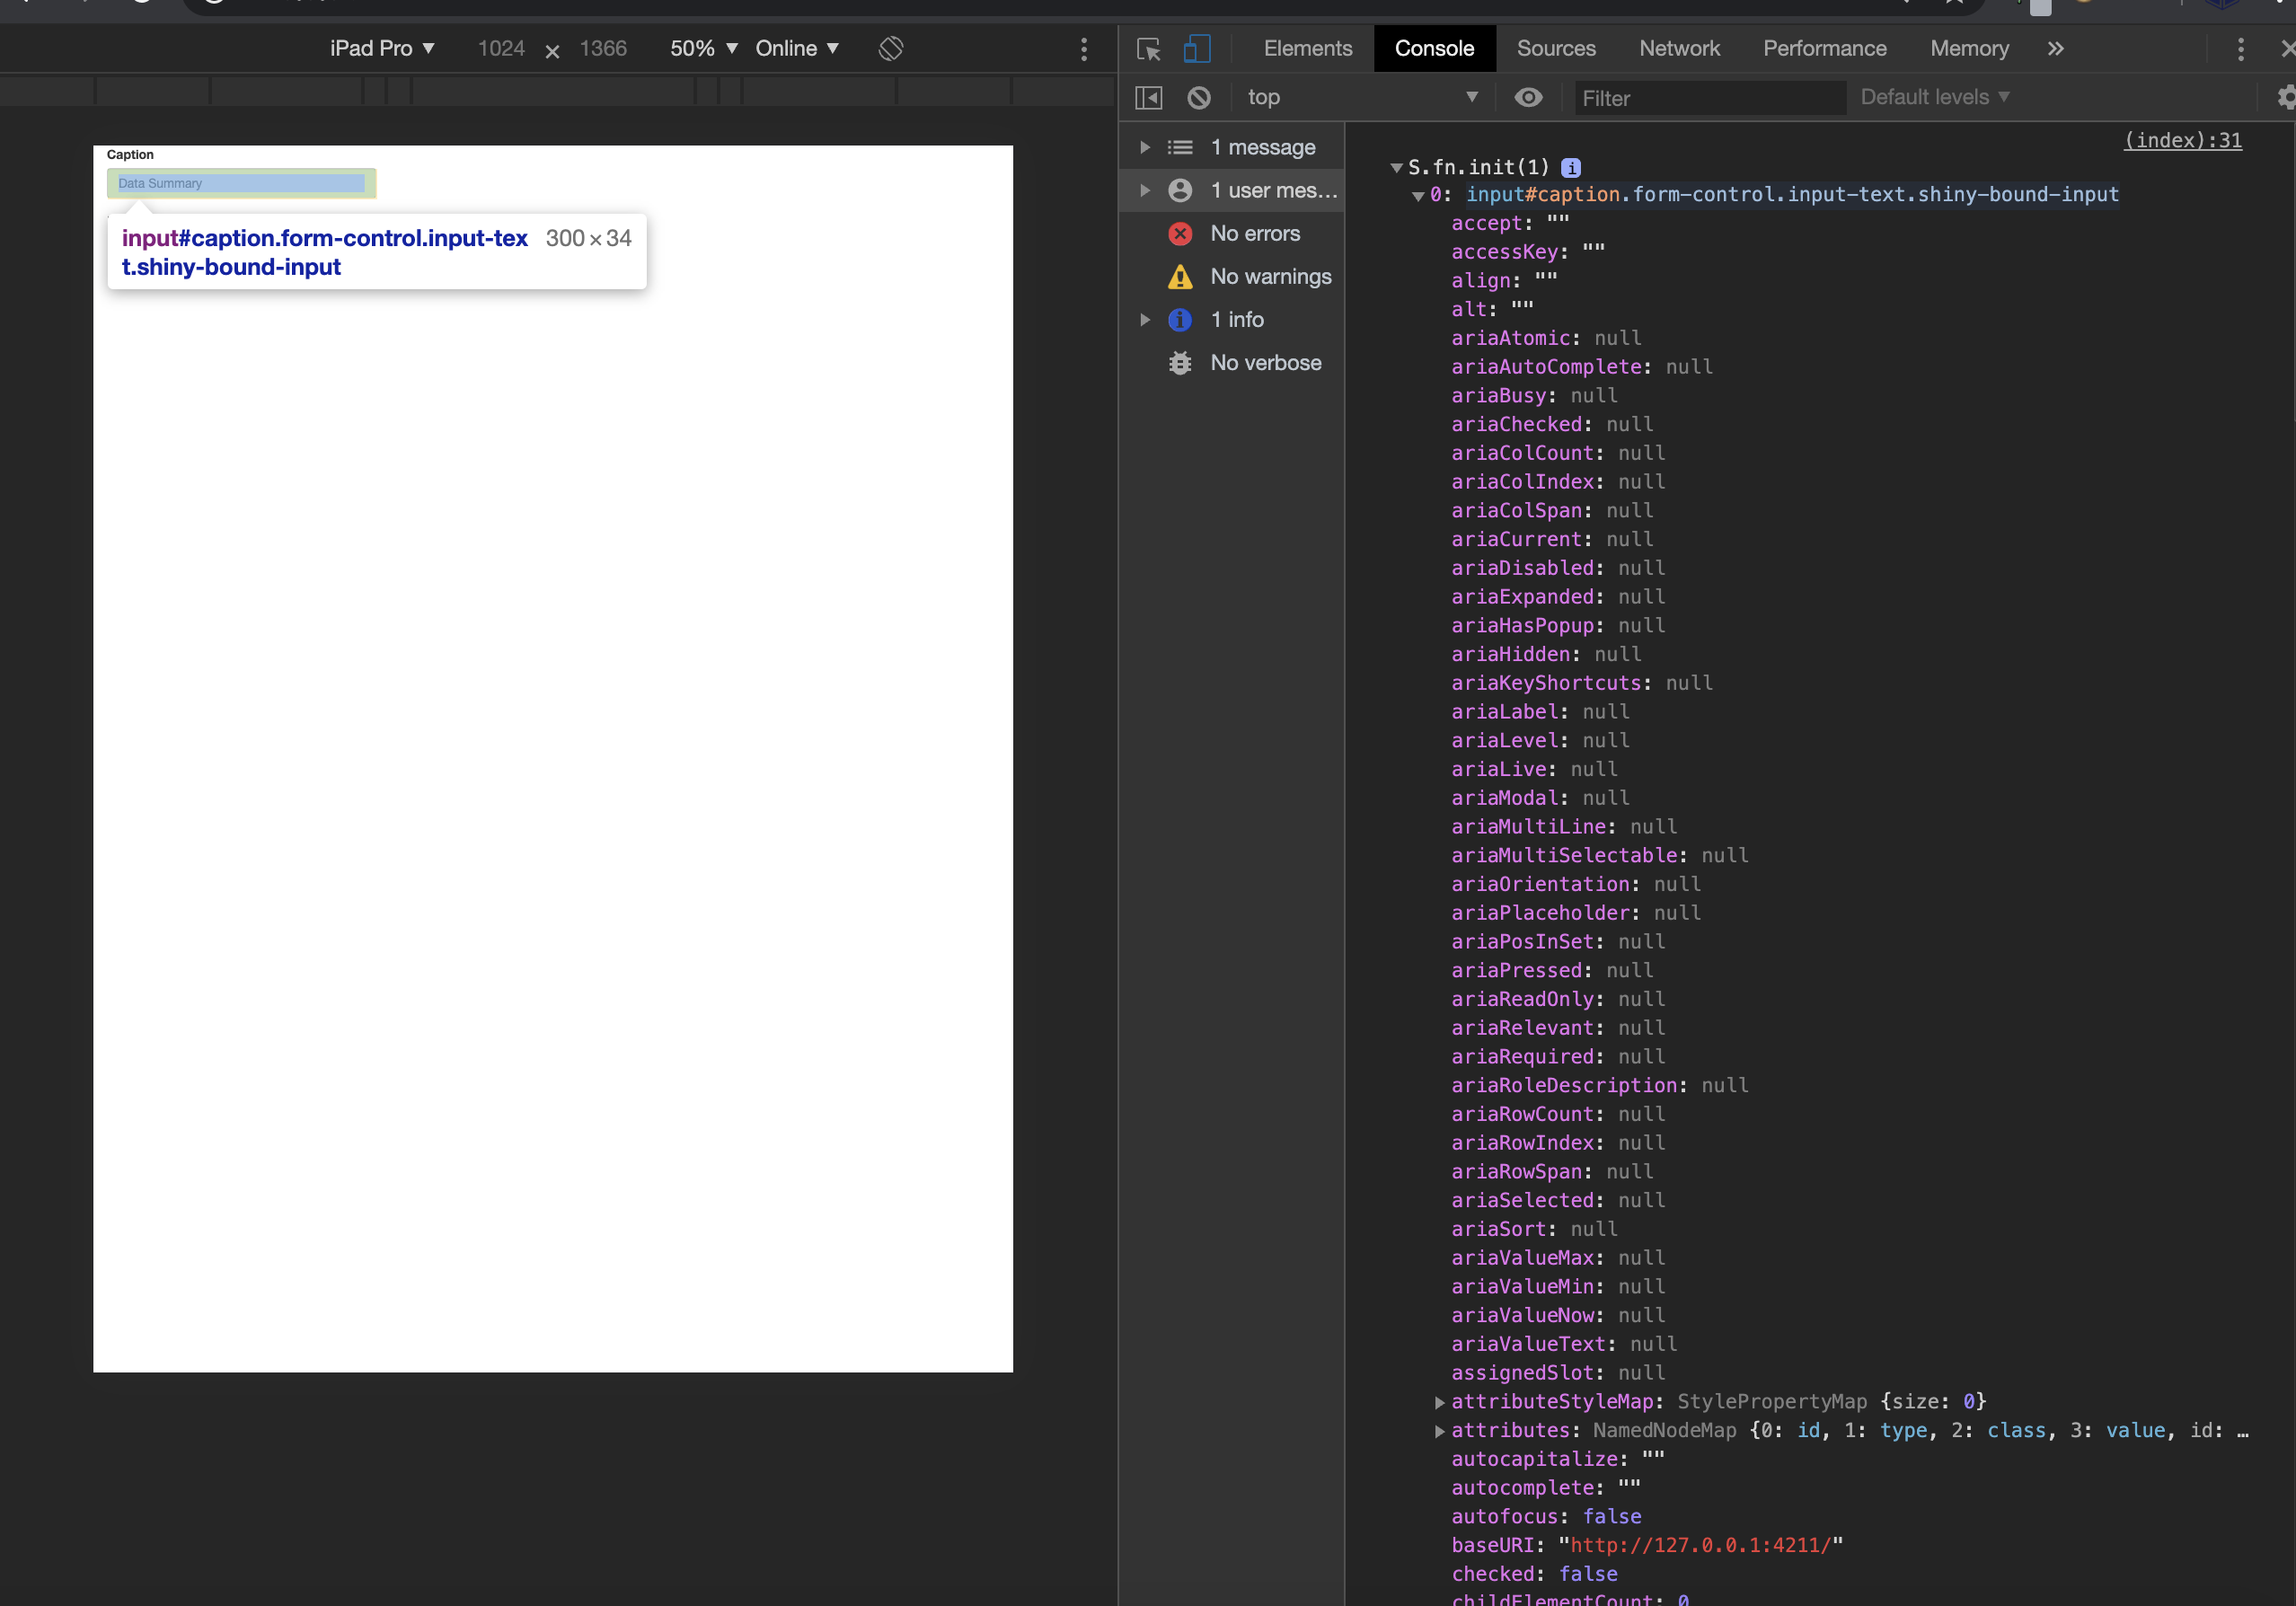 iPad Pro ▼ 1024 × 1366 50% ▼ Online ▼
Elements Console Sources Network Performance Memory »
top ▼ Filter Default levels ▼
Caption
Data Summary
input#caption.form-control.input-tex 300 × 34
t.shiny-bound-input
1 message
1 user mes…
No errors
No warnings
1 info
No verbose
(index):31
▼S.fn.init(1) i
▼0: input#caption.form-control.input-text.shiny-bound-input
accept: ""
accessKey: ""
align: ""
alt: ""
ariaAtomic: null
ariaAutoComplete: null
ariaBusy: null
ariaChecked: null
ariaColCount: null
ariaColIndex: null
ariaColSpan: null
ariaCurrent: null
ariaDisabled: null
ariaExpanded: null
ariaHasPopup: null
ariaHidden: null
ariaKeyShortcuts: null
ariaLabel: null
ariaLevel: null
ariaLive: null
ariaModal: null
ariaMultiLine: null
ariaMultiSelectable: null
ariaOrientation: null
ariaPlaceholder: null
ariaPosInSet: null
ariaPressed: null
ariaReadOnly: null
ariaRelevant: null
ariaRequired: null
ariaRoleDescription: null
ariaRowCount: null
ariaRowIndex: null
ariaRowSpan: null
ariaSelected: null
ariaSort: null
ariaValueMax: null
ariaValueMin: null
ariaValueNow: null
ariaValueText: null
assignedSlot: null
▶attributeStyleMap: StylePropertyMap {size: 0}
▶attributes: NamedNodeMap {0: id, 1: type, 2: class, 3: value, id: …
autocapitalize: ""
autocomplete: ""
autofocus: false
baseURI: "http://127.0.0.1:4211/"
checked: false
childElementCount: 0